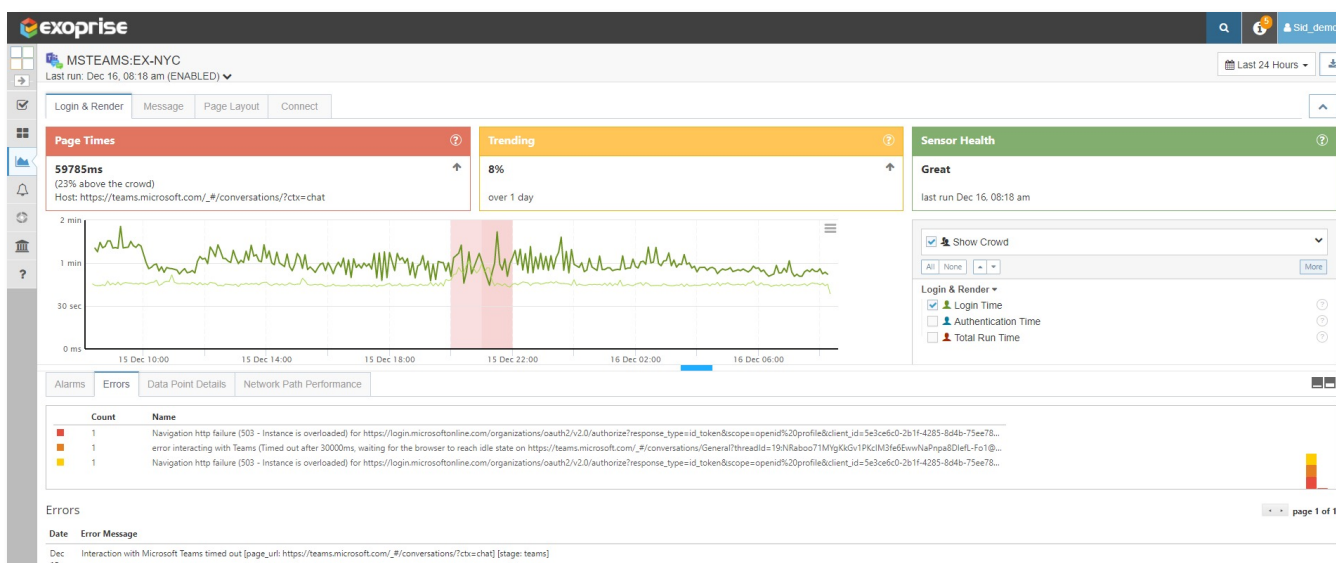 exoprise
5
Sid_demo
MSTEAMS:EX-NYC
Last run: Dec 16, 08:18 am (ENABLED)
Last 24 Hours
Login & Render Message Page Layout Connect
Page Times
59785ms
(23% above the crowd)
Host: https://teams.microsoft.com/_#/conversations/?ctx=chat
Trending
8%
over 1 day
Sensor Health
Great
last run Dec 16, 08:18 am
2 min
1 min
30 sec
0 ms
15 Dec 10:00 15 Dec 14:00 15 Dec 18:00 15 Dec 22:00 16 Dec 02:00 16 Dec 06:00
Show Crowd
All None More
Login & Render
Login Time
Authentication Time
Total Run Time
Alarms Errors Data Point Details Network Path Performance
Count Name
1 Navigation http failure (503 - Instance is overloaded) for https://login.microsoftonline.com/organizations/oauth2/v2.0/authorize?response_type=id_token&scope=openid%20profile&client_id=5e3ce6c0-2b1f-4285-8d4b-75ee78...
1 error interacting with Teams (Timed out after 30000ms, waiting for the browser to reach idle state on https://teams.microsoft.com/_#/conversations/General?threadId=19:NRaboo71MYgKkGv1PKclM3fe6EwwNaPnpa8DlefL-Fo1@...
1 Navigation http failure (503 - Instance is overloaded) for https://login.microsoftonline.com/organizations/oauth2/v2.0/authorize?response_type=id_token&scope=openid%20profile&client_id=5e3ce6c0-2b1f-4285-8d4b-75ee78...
Errors
page 1 of 1
Date Error Message
Dec Interaction with Microsoft Teams timed out [page_url: https://teams.microsoft.com/_#/conversations/?ctx=chat] [stage: teams]